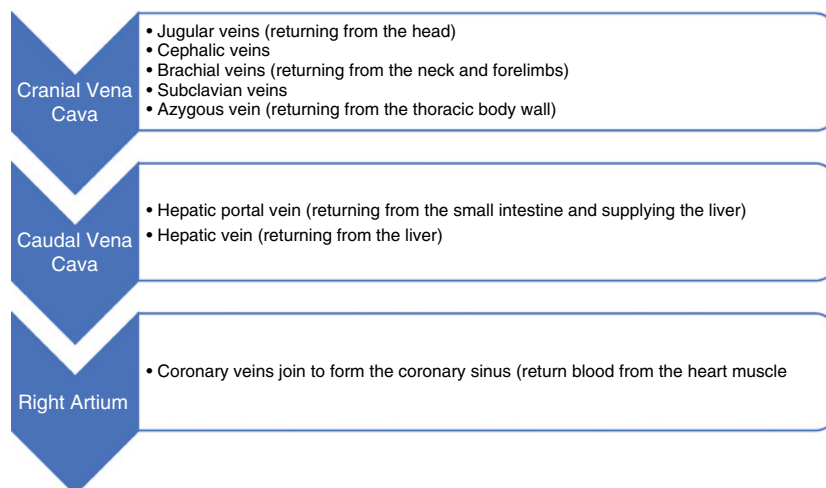 Cranial Vena
Cava
• Jugular veins (returning from the head)
• Cephalic veins
• Brachial veins (returning from the neck and forelimbs)
• Subclavian veins
• Azygous vein (returning from the thoracic body wall)
Caudal Vena
Cava
• Hepatic portal vein (returning from the small intestine and supplying the liver)
• Hepatic vein (returning from the liver)
Right Artium
• Coronary veins join to form the coronary sinus (return blood from the heart muscle